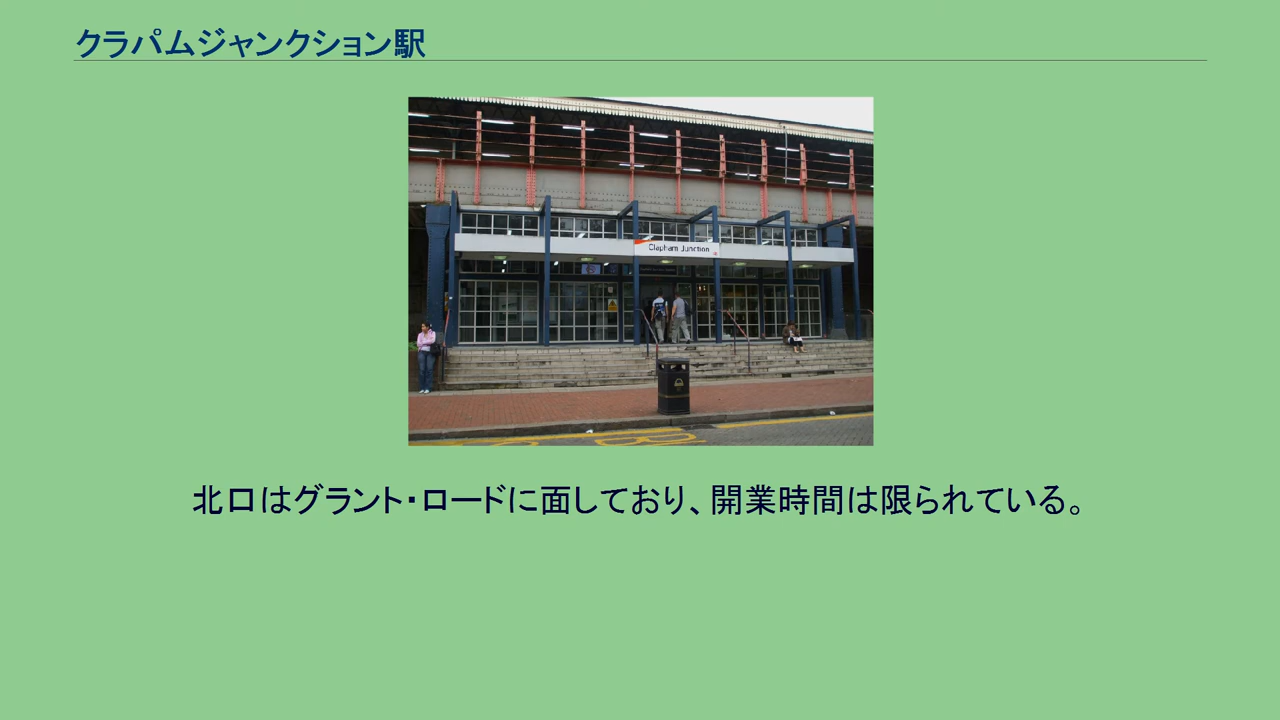 クラパムジャンクション駅
Clapham Junction
北口はグラント・ロードに面しており、開業時間は限られている。